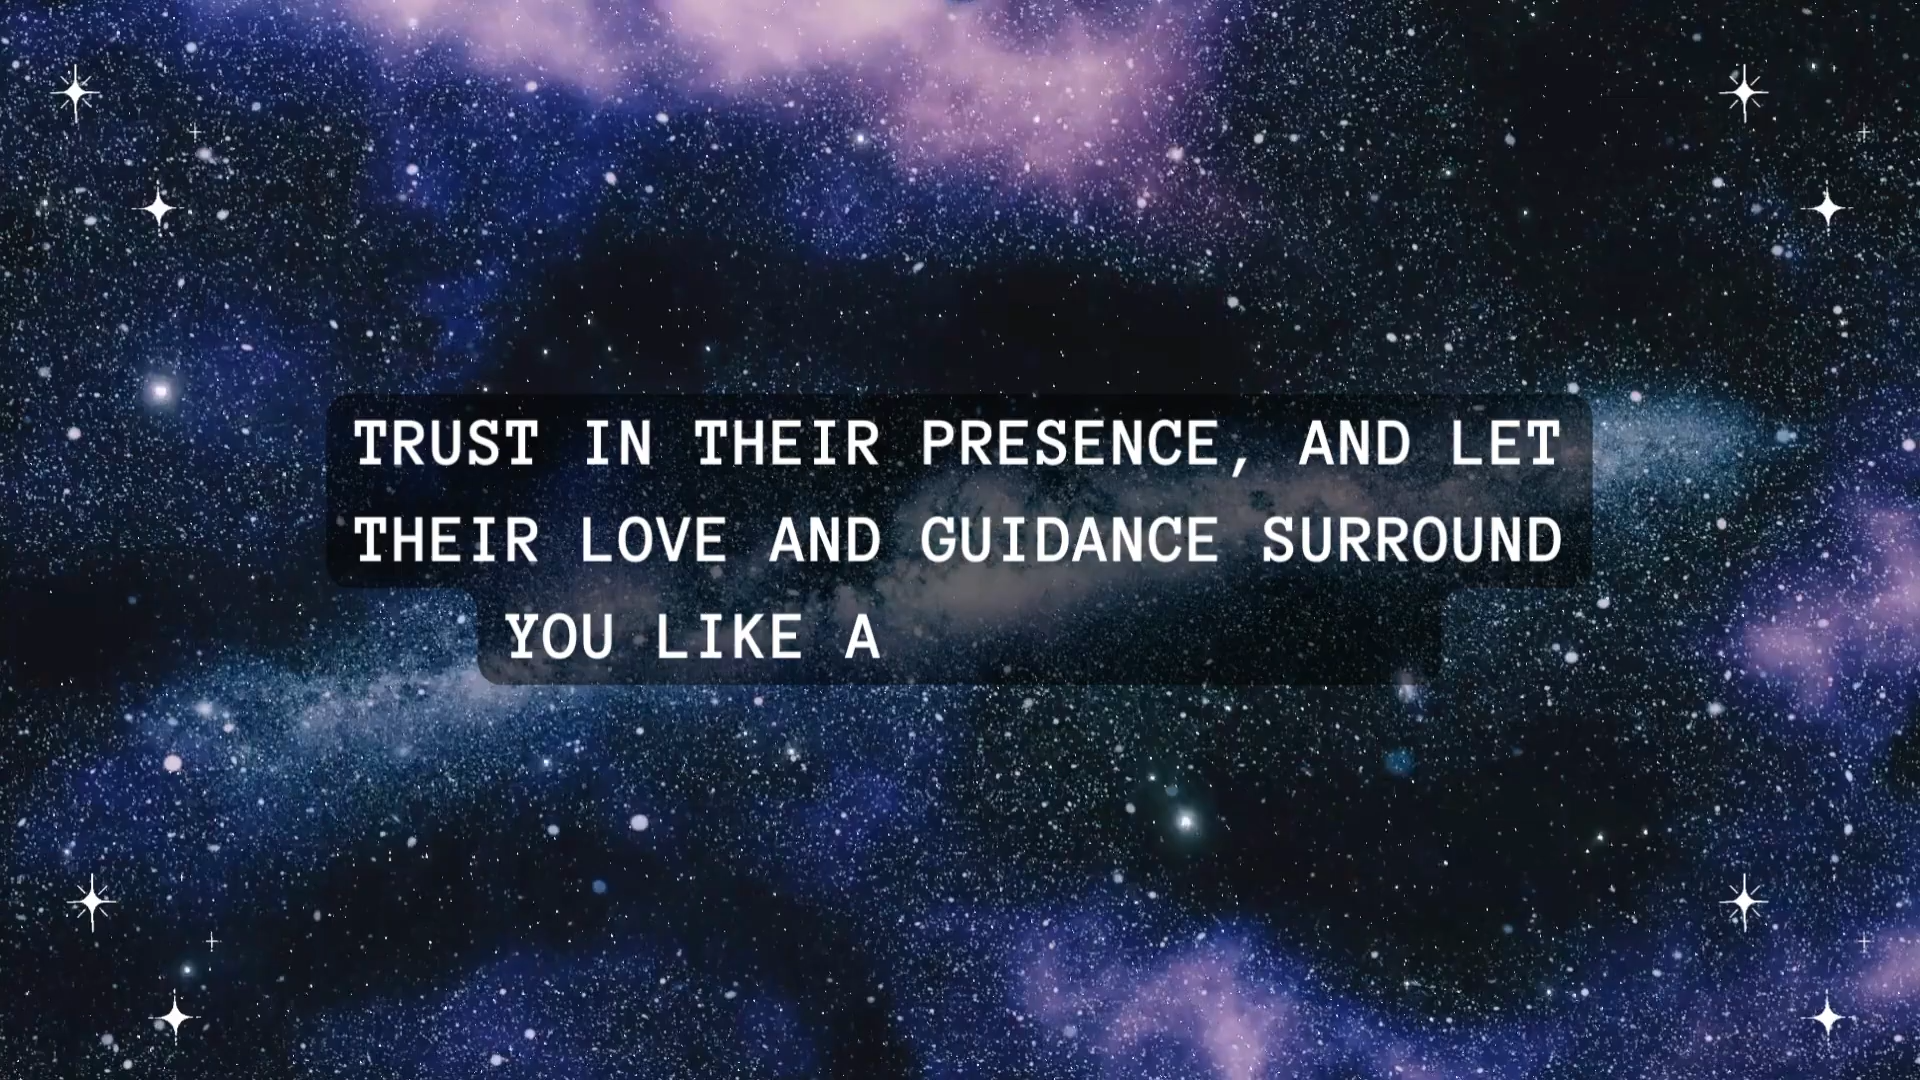 TRUST IN THEIR PRESENCE, AND LET
THEIR LOVE AND GUIDANCE SURROUND
YOU LIKE A